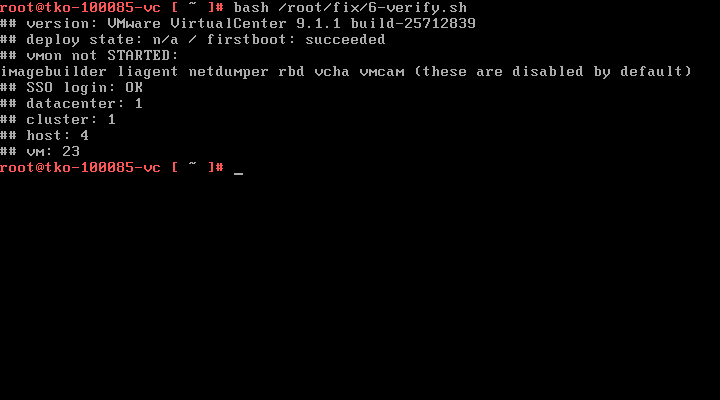 root@tko-100085-vc [ ~ ]# bash /root/fix/6-verify.sh
## version: VMware VirtualCenter 9.1.1 build-25712839
## deploy state: n/a / firstboot: succeeded
## vmon not STARTED:
imagebuilder liagent netdumper rbd vcha vmcam (these are disabled by default)
## SSO login: OK
## datacenter: 1
## cluster: 1
## host: 4
## vm: 23
root@tko-100085-vc [ ~ ]# _